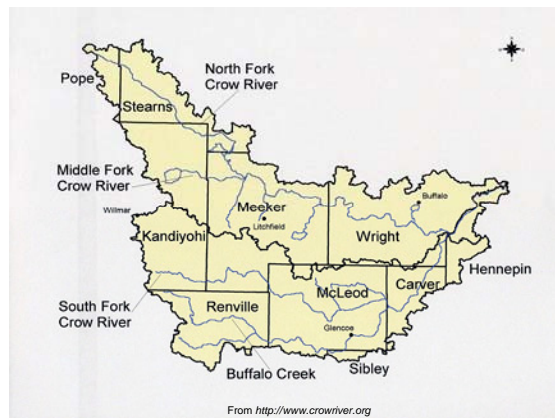 North Fork
Crow River
Pope
Stearns
Middle Fork
Crow River
Willmar
Meeker
Litchfield
Buffalo
Kandiyohi
Wright
Hennepin
South Fork
Crow River
Renville
McLeod
Carver
Glencoe
Buffalo Creek
Sibley
From http://www.crowriver.org